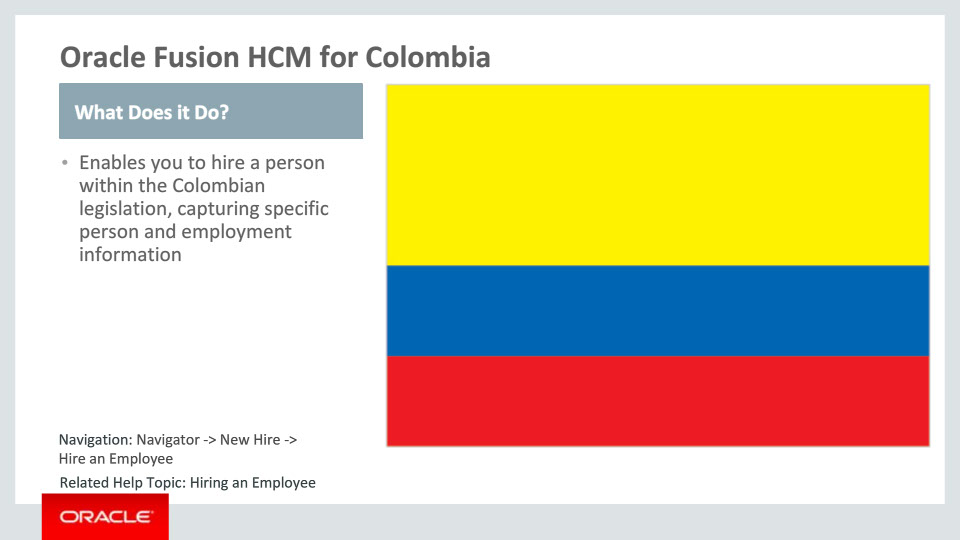 Oracle Fusion HCM for Colombia
What Does it Do?
• Enables you to hire a person
within the Colombian
legislation, capturing specific
person and employment
information
Navigation: Navigator -> New Hire ->
Hire an Employee
Related Help Topic: Hiring an Employee
ORACLE